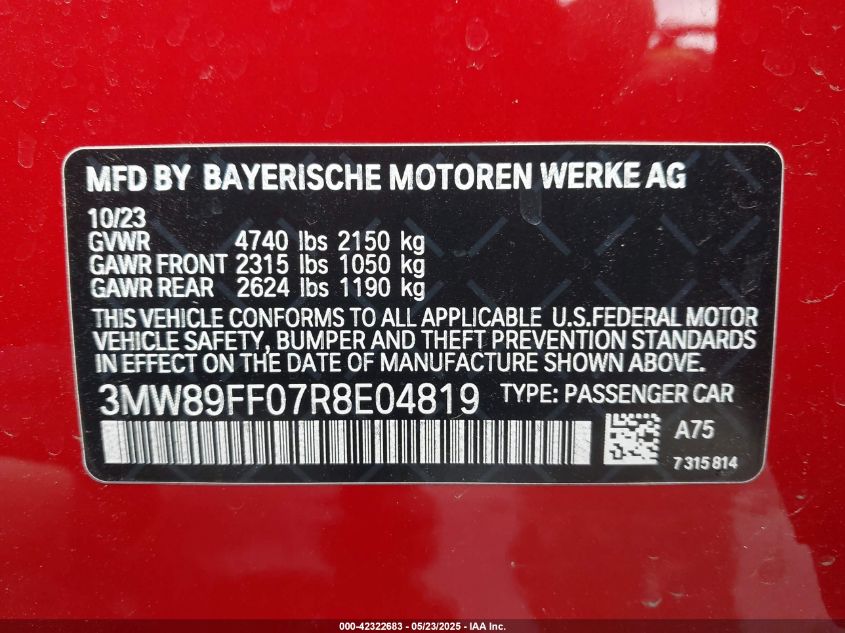 MFD BY BAYERISCHE MOTOREN WERKE AG
10/23
GVWR 4740 lbs 2150 kg
GAWR FRONT 2315 lbs 1050 kg
GAWR REAR 2624 lbs 1190 kg
THIS VEHICLE CONFORMS TO ALL APPLICABLE U.S.FEDERAL MOTOR
VEHICLE SAFETY, BUMPER AND THEFT PREVENTION STANDARDS
IN EFFECT ON THE DATE OF MANUFACTURE SHOWN ABOVE.
3MW89FF07R8E04819 TYPE: PASSENGER CAR
A75
7315814
000-42322683 - 05/23/2025 - IAA Inc.